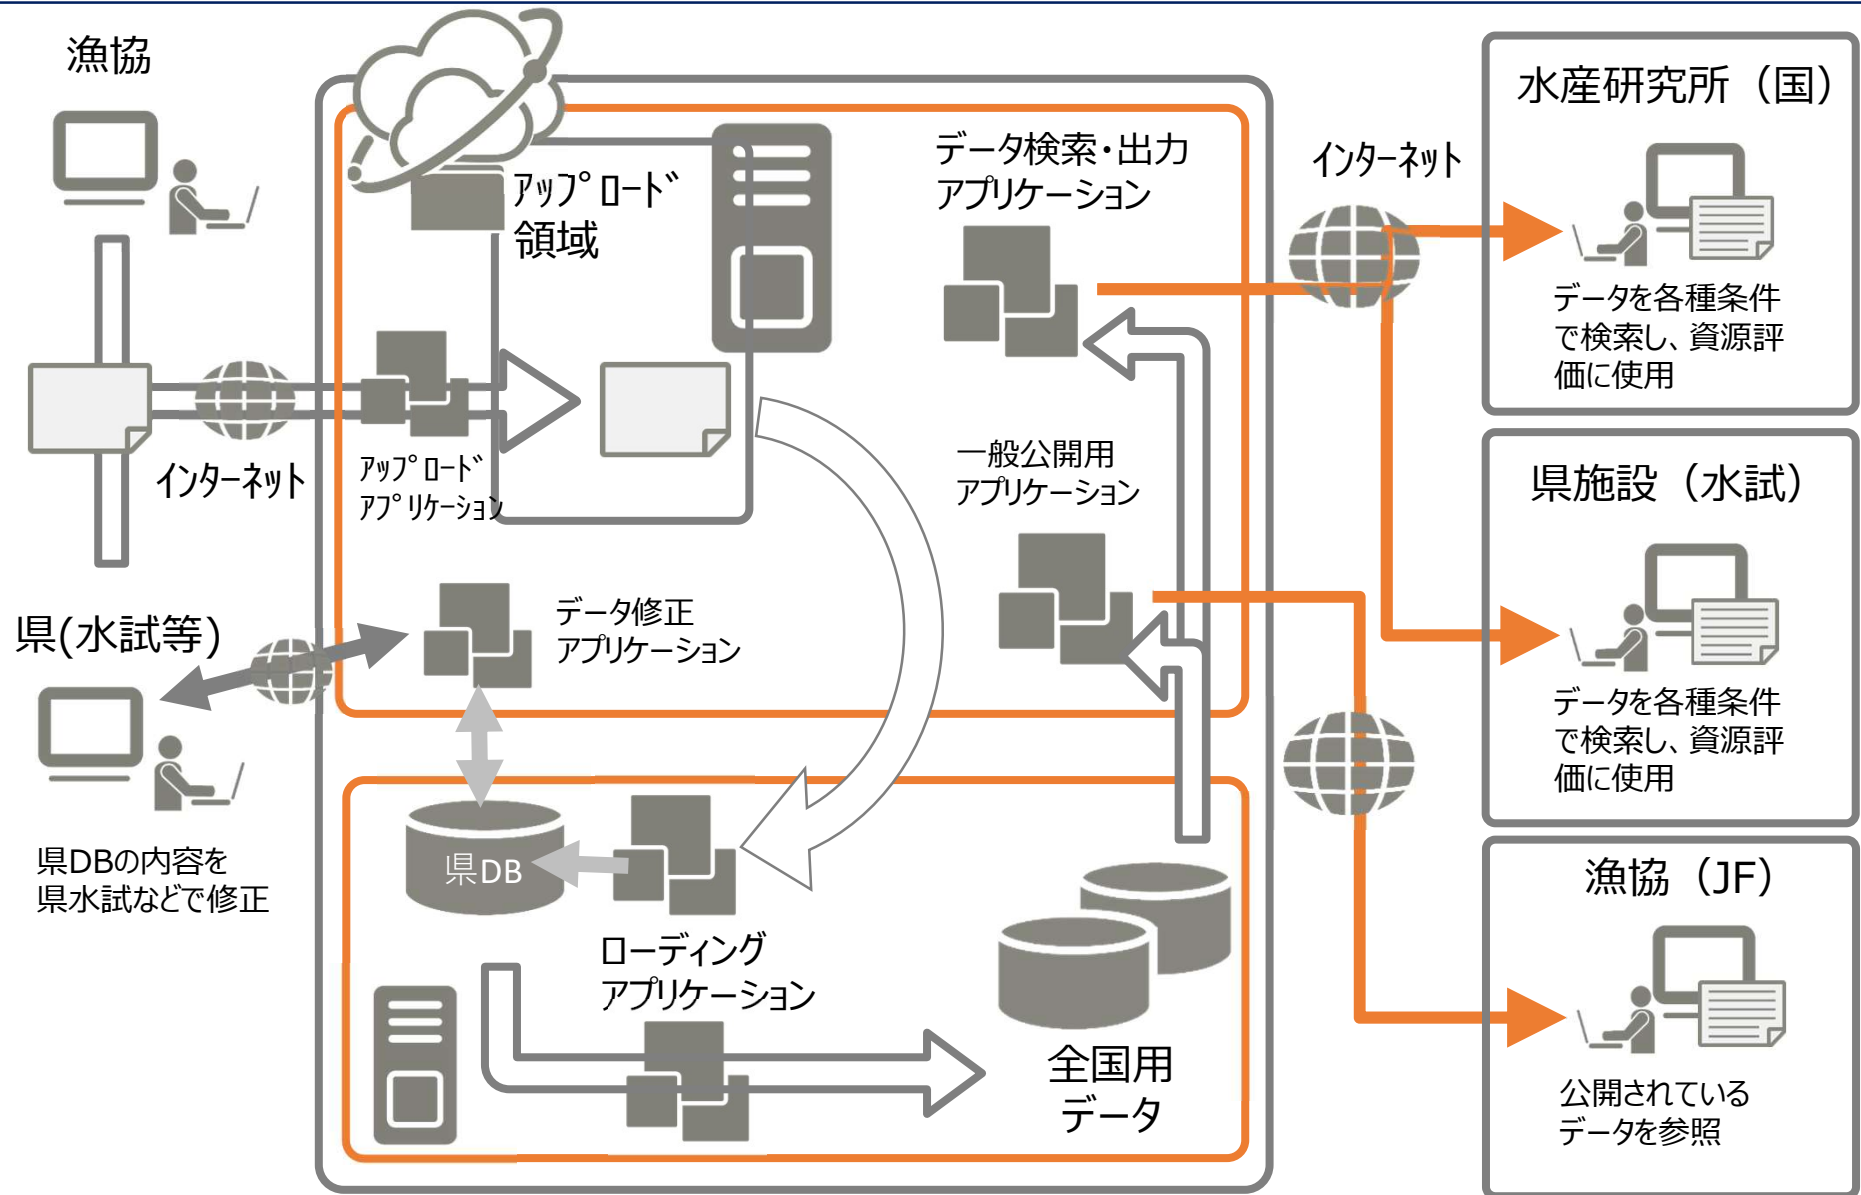 漁協
インターネット
県(水試等)
県DBの内容を
県水試などで修正
ｱｯﾌﾟﾛｰﾄﾞ
領域
ｱｯﾌﾟﾛｰﾄﾞ
ｱﾌﾟﾘｹｰｼｮﾝ
データ修正
アプリケーション
県DB
ローディング
アプリケーション
データ検索・出力
アプリケーション
一般公開用
アプリケーション
全国用
データ
インターネット
水産研究所（国）
データを各種条件
で検索し、資源評
価に使用
県施設（水試）
データを各種条件
で検索し、資源評
価に使用
漁協（JF）
公開されている
データを参照